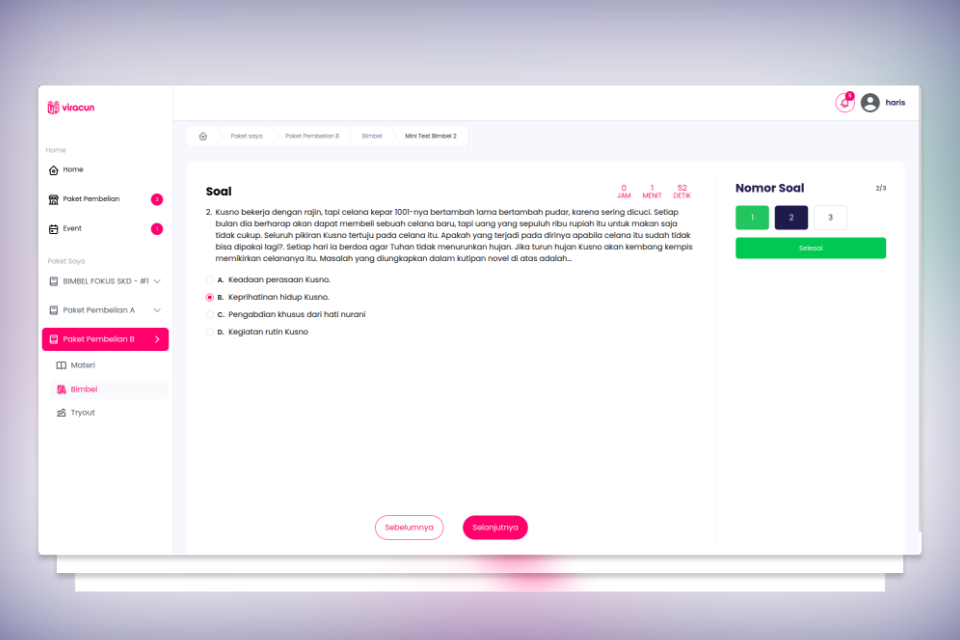 viracun
9
haris
Home
Home
Paket Pembelian
Event
1
Paket Saya
BIMBEL FOKUS SKD - #1
Paket Pembelian A
Paket Pembelian B
Materi
Bimbel
Tryout
Paket saya
Paket Pembelian B
Bimbel
Mini Test Bimbel 2
Soal
0 1 52
JAM MENIT DETIK
2. Kusno bekerja dengan rajin, tapi celana kepar 1001-nya bertambah lama bertambah pudar, karena sering dicuci. Setiap
bulan dia berharap akan dapat membeli sebuah celana baru, tapi uang yang sepuluh ribu rupiah itu untuk makan saja
tidak cukup. Seluruh pikiran Kusno tertuju pada celana itu. Apakah yang terjadi pada dirinya apabila celana itu sudah tidak
bisa dipakai lagi?. Setiap hari ia berdoa agar Tuhan tidak menurunkan hujan. Jika turun hujan Kusno akan kembang kempis
memikirkan celananya itu. Masalah yang diungkapkan dalam kutipan novel di atas adalah...
A. Keadaan perasaan Kusno.
B. Keprihatinan hidup Kusno.
C. Pengabdian khusus dari hati nurani
D. Kegiatan rutin Kusno
Sebelumnya
Selanjutnya
Nomor Soal
2/3
1 2 3
Selesai